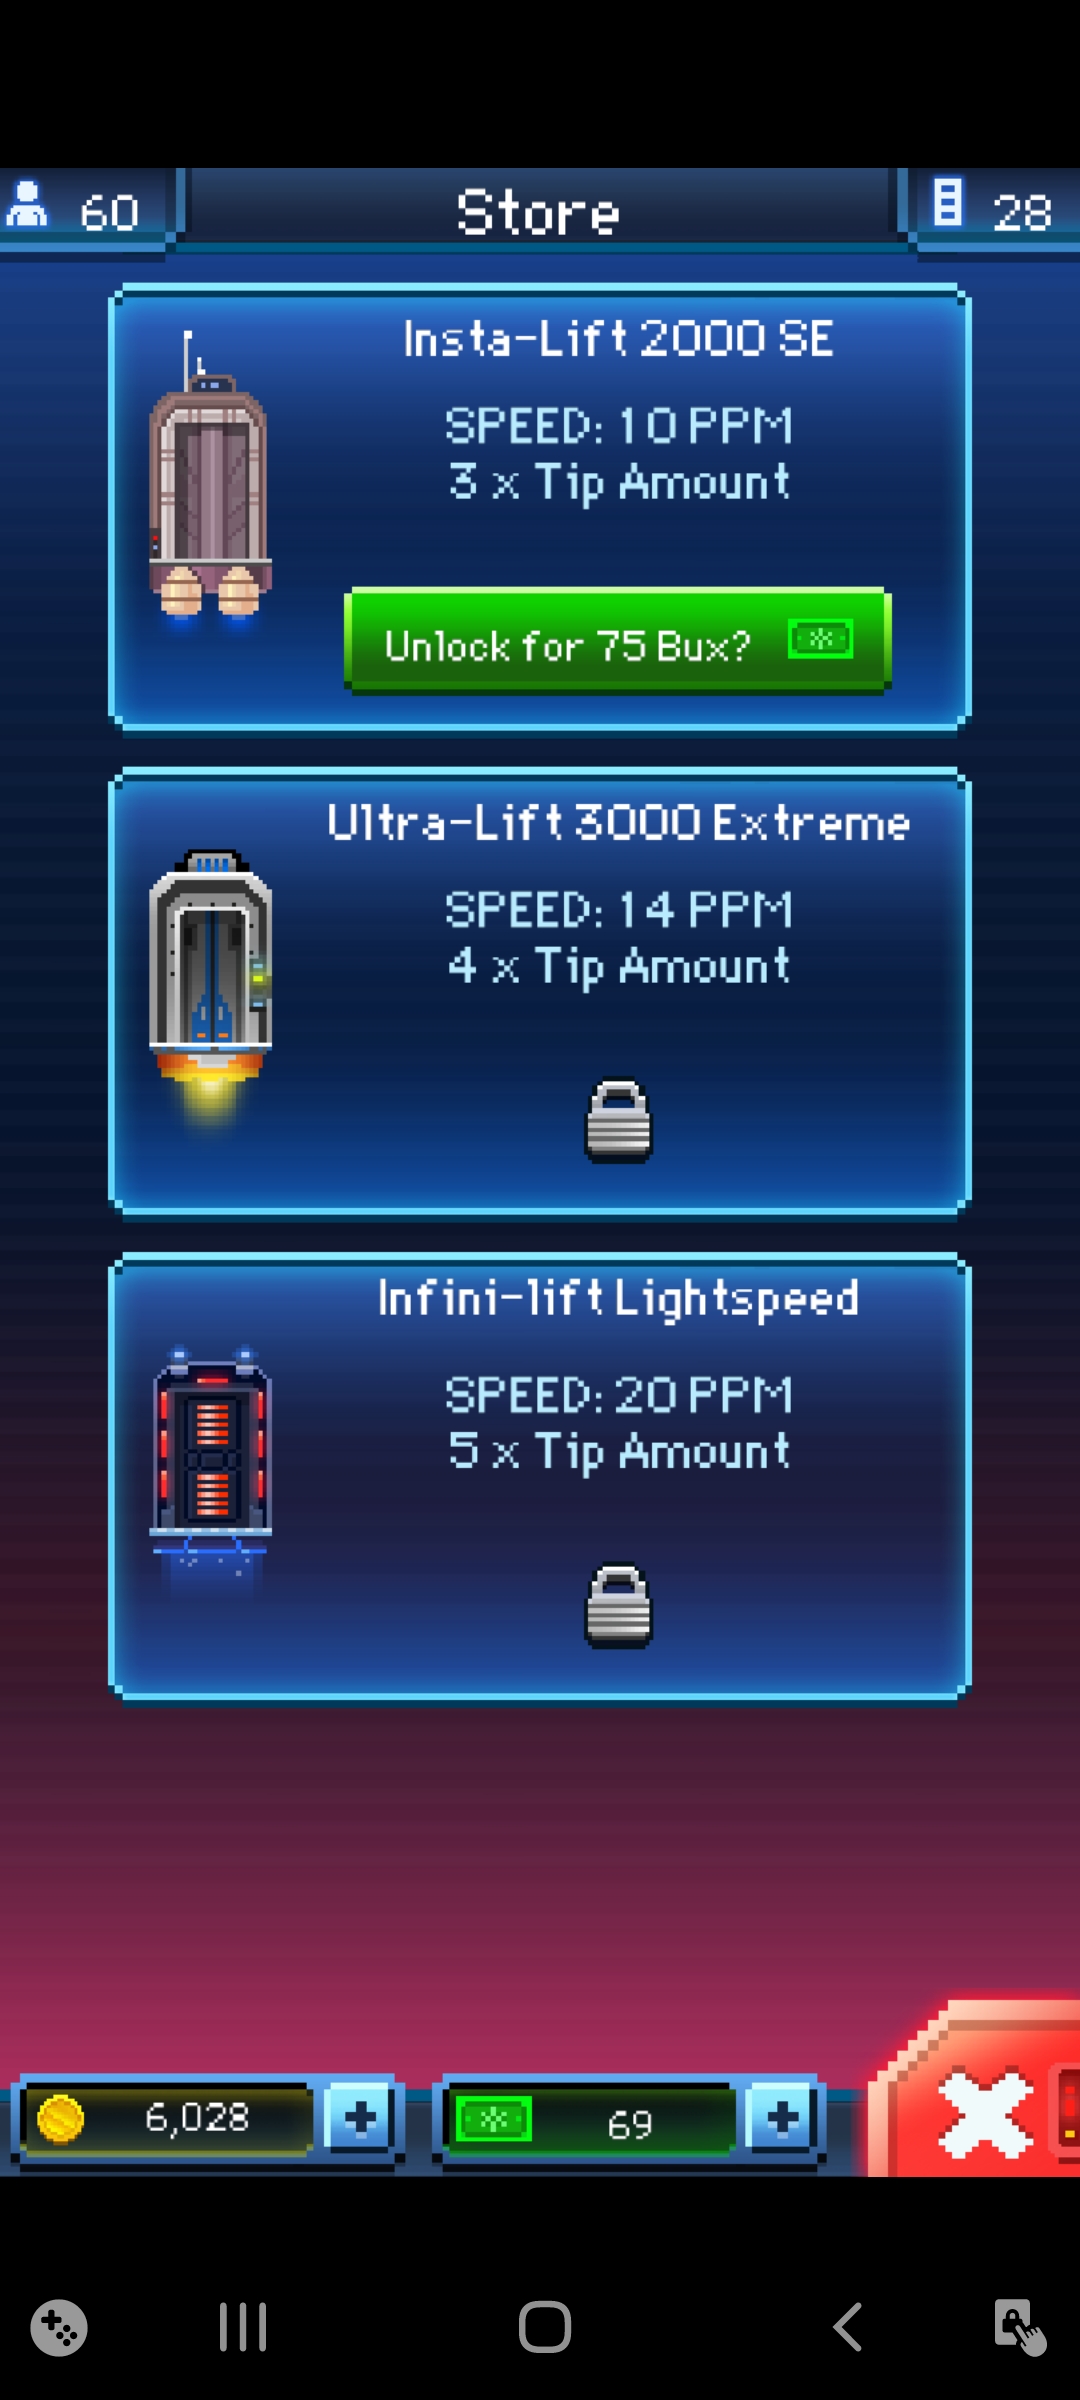 60
Store
28
Insta-Lift 2000 SE
SPEED: 10 PPM
3 x Tip Amount
Unlock for 75 Bux?
Ultra-Lift 3000 Extreme
SPEED: 14 PPM
4 x Tip Amount
Infini-lift Lightspeed
SPEED: 20 PPM
5 x Tip Amount
6,028
69